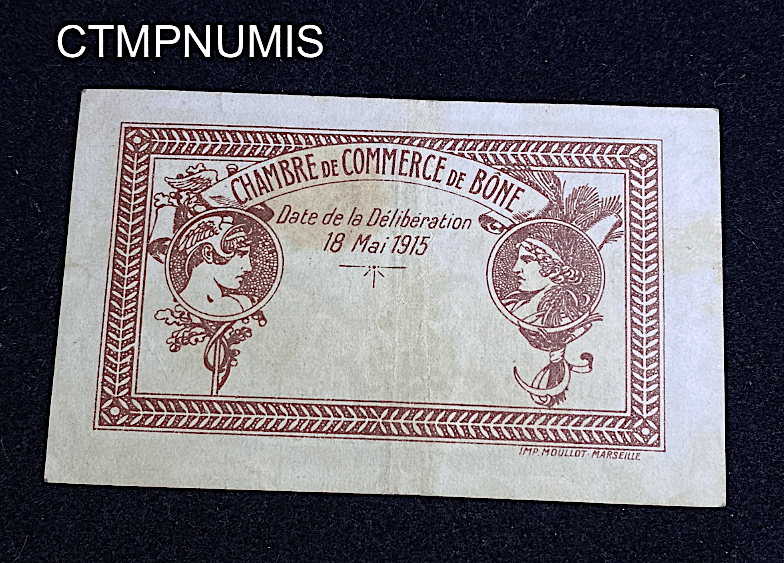 CTMPNUMIS
CHAMBRE DE COMMERCE DE BÔNE
Date de la Délibération
18 Mai 1915
IMP. MOULLOT - MARSEILLE